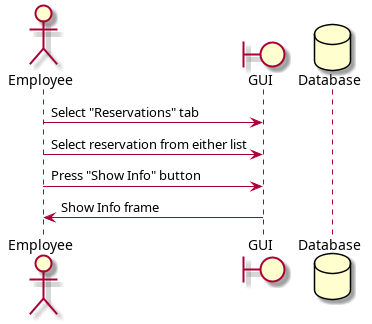 Employee
GUI
Database
Select "Reservations" tab
Select reservation from either list
Press "Show Info" button
Show Info frame
Employee
GUI
Database